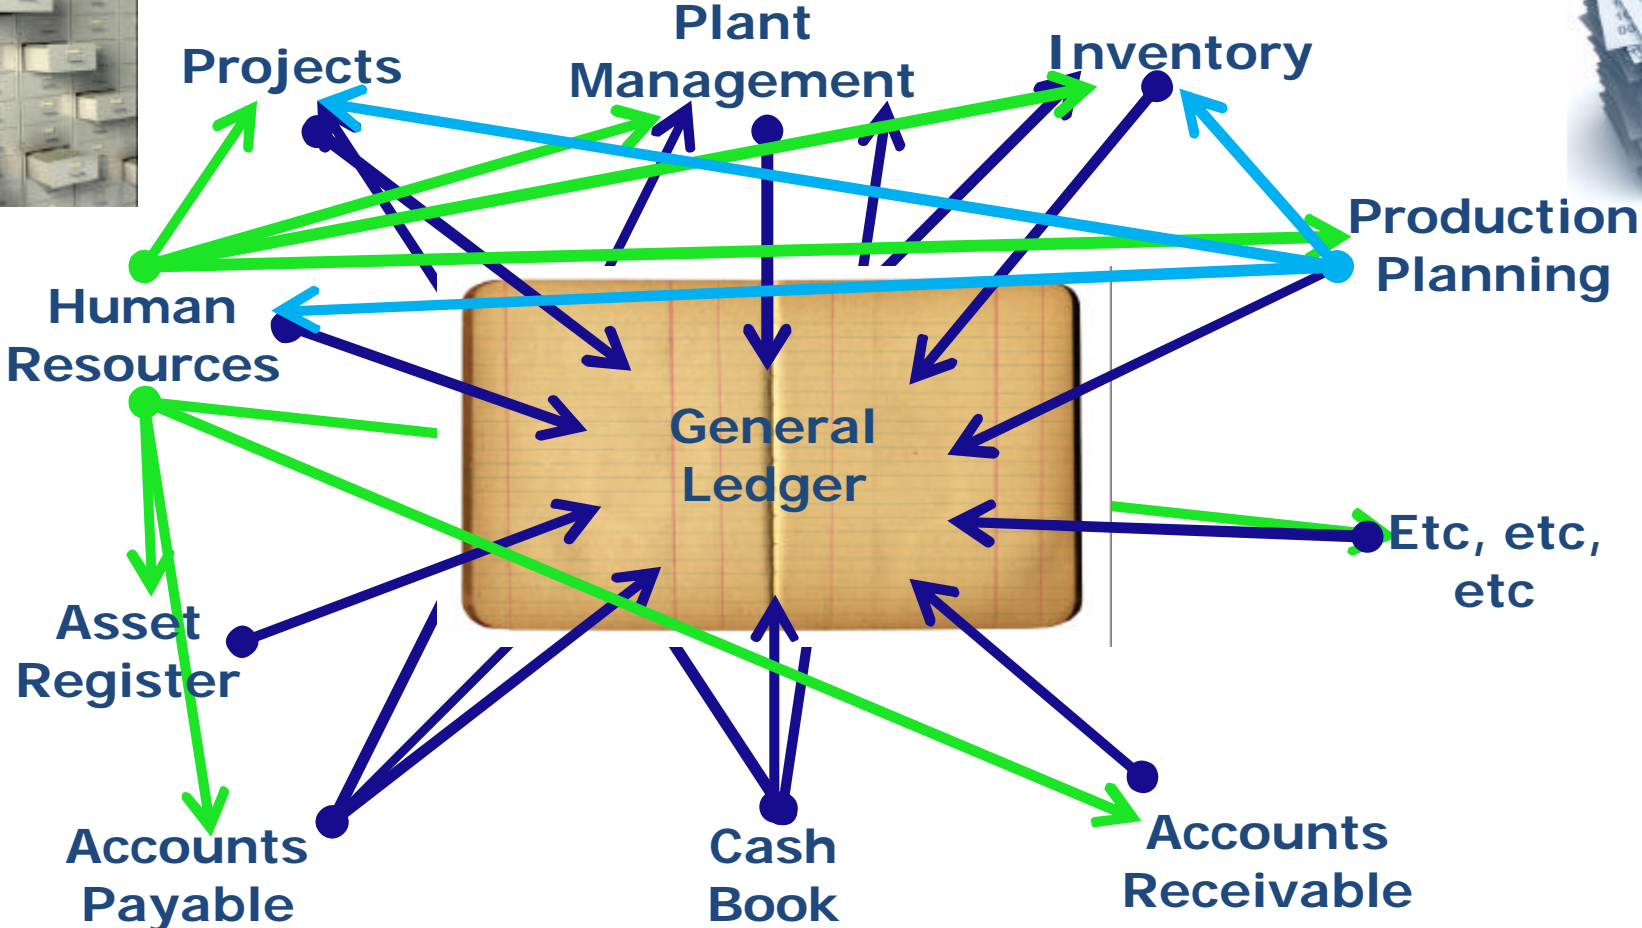 Projects
Plant
Management
Inventory
Production
Planning
Human
Resources
General
Ledger
Etc, etc,
etc
Asset
Register
Accounts
Payable
Cash
Book
Accounts
Receivable